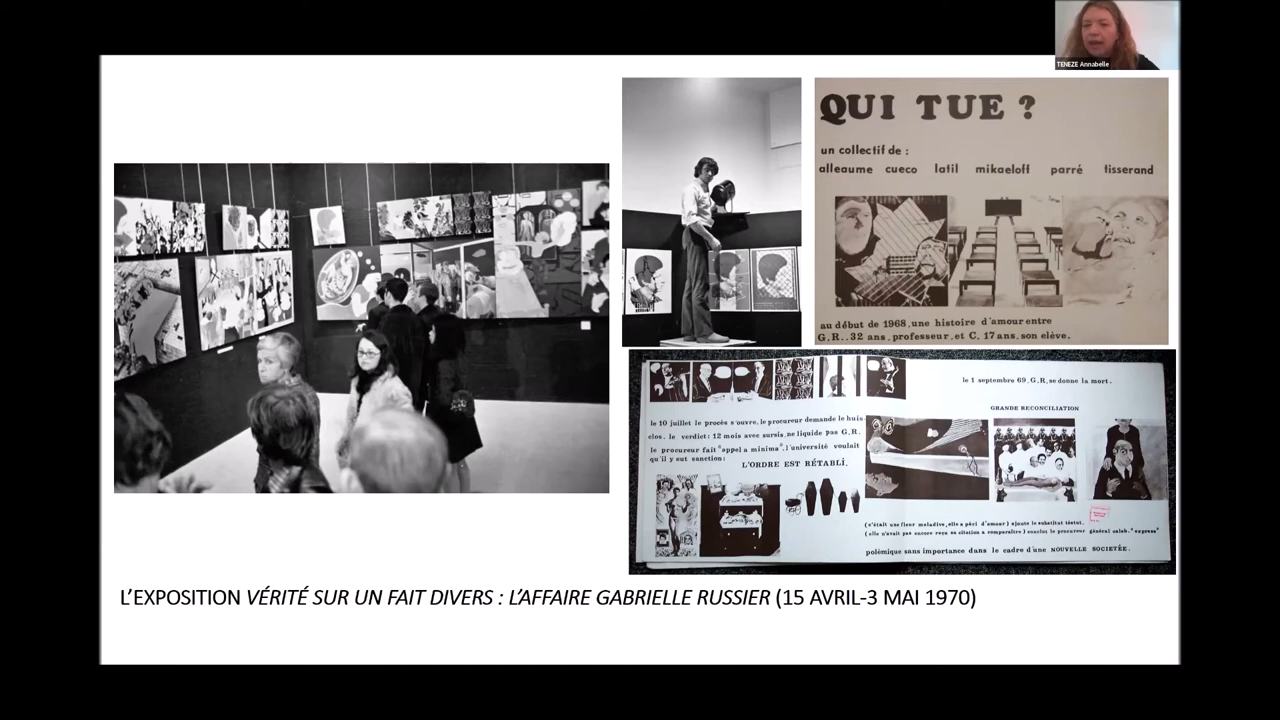 TENEZE Annabelle
QUI TUE ?
un collectif de :
alleaume cueco latil mikaeloff parré tisserand
au début de 1968, une histoire d'amour entre
G.R.. 32 ans, professeur, et C. 17 ans, son elève.
le 10 juillet le procès s'ouvre, le procureur demande le huis
clos. le verdict : 12 mois avec sursis, ne liquide pas G.R.
le procureur fait "appel a minima". l'université voulait
qu'il y eut sanction :
L'ORDRE EST RÉTABLI.
le 1 septembre 69, G.R, se donne la mort.
GRANDE RECONCILIATION
(c'était une fleur maladive, elle a péri d'amour) ajoute le substitut testut.
(elle n'avait pas encore reçu sa citation a comparaître) conclut le procureur général caleb. "express"
polémique sans importance dans le cadre d'une NOUVELLE SOCIETÉE.
L'EXPOSITION VÉRITÉ SUR UN FAIT DIVERS : L'AFFAIRE GABRIELLE RUSSIER (15 AVRIL-3 MAI 1970)